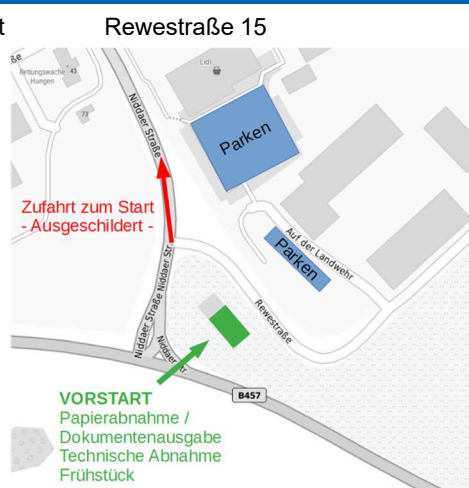 t Rewestraße 15
ße
Rettungswache 43
Hungen
73
Lidl
Niddaer Straße
Parken
Zufahrt zum Start
- Ausgeschildert -
Auf der Landwehr
Parken
Niddaer Straße
Niddaer Str.
Rewestraße
Niddaer Str.
B457
VORSTART
Papierabnahme /
Dokumentenausgabe
Technische Abnahme
Frühstück